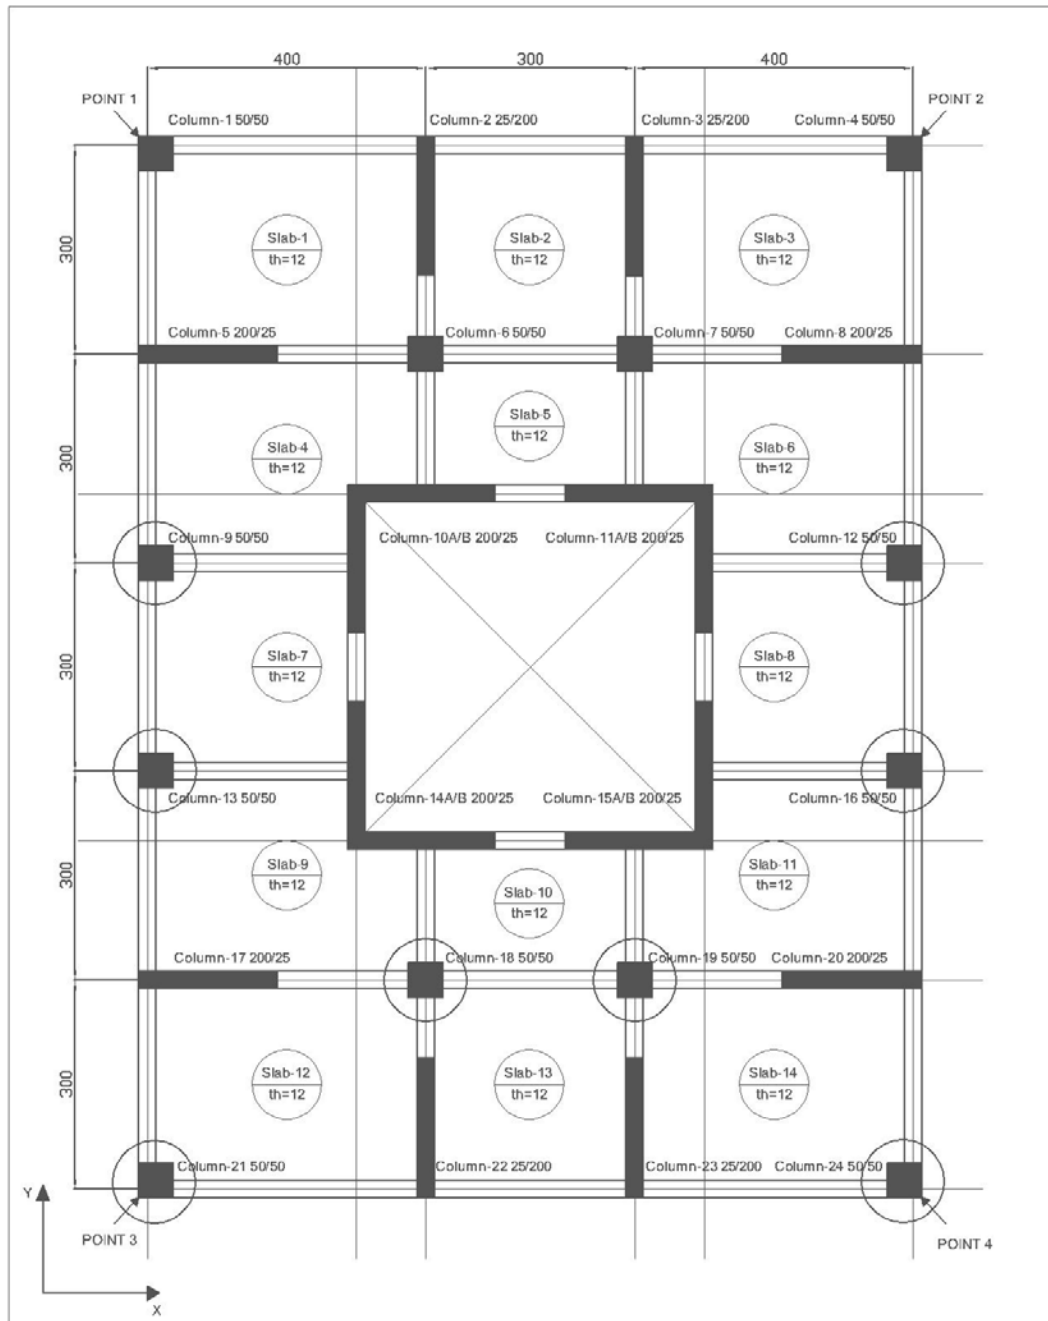 400 300 400
POINT 1 POINT 2
Column-1 50/50 Column-2 25/200 Column-3 25/200 Column-4 50/50
300
Slab-1 Slab-2 Slab-3
th=12 th=12 th=12
Column-5 200/25 Column-6 50/50 Column-7 50/50 Column-8 200/25
Slab-5
th=12
300
Slab-4 Slab-6
th=12 th=12
Column-9 50/50 Column-10A/B 200/25 Column-11A/B 200/25 Column-12 50/50
300
Slab-7 Slab-8
th=12 th=12
Column-13 50/50 Column-14A/B 200/25 Column-15A/B 200/25 Column-16 50/50
300
Slab-9 Slab-11
th=12 th=12
Slab-10
th=12
Column-17 200/25 Column-18 50/50 Column-19 50/50 Column-20 200/25
300
Slab-12 Slab-13 Slab-14
th=12 th=12 th=12
Column-21 50/50 Column-22 25/200 Column-23 25/200 Column-24 50/50
Y
POINT 3 POINT 4
X